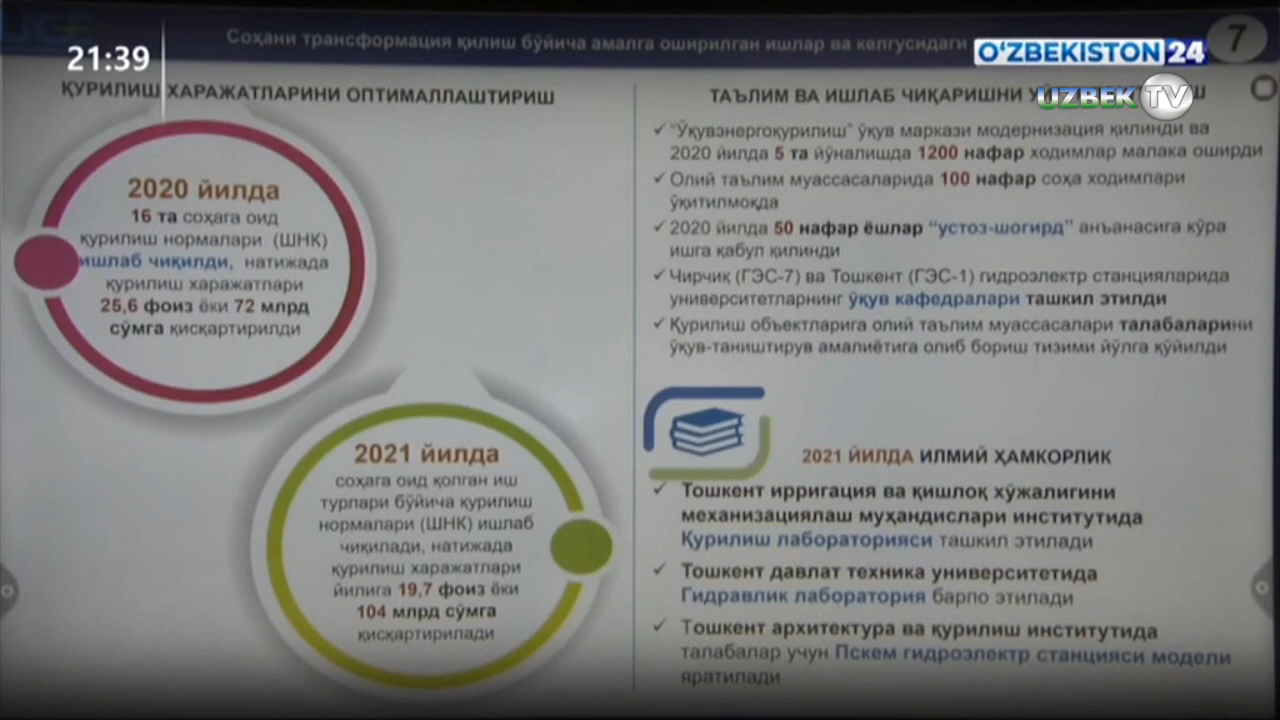 21:39
Соҳани трансформация қилиш бўйича амалга оширилган ишлар ва келгусидаги
7
O‘ZBEKISTON 24
UZBEK TV
ҚУРИЛИШ ХАРАЖАТЛАРИНИ ОПТИМАЛЛАШТИРИШ
2020 йилда
16 та соҳага оид
қурилиш нормалари (ШНК)
ишлаб чиқилди, натижада
қурилиш харажатлари
25,6 фоиз ёки 72 млрд
сўмга қисқартирилди
2021 йилда
соҳага оид қолган иш
турлари бўйича қурилиш
нормалари (ШНК) ишлаб
чиқилади, натижада
қурилиш харажатлари
йилига 19,7 фоиз ёки
104 млрд сўмга
қисқартирилади
ТАЪЛИМ ВА ИШЛАБ ЧИҚАРИШНИ
✓ “Ўқувэнергоқурилиш” ўқув маркази модернизация қилинди ва
2020 йилда 5 та йўналишда 1200 нафар ходимлар малака оширди
✓ Олий таълим муассасаларида 100 нафар соҳа ходимлари
ўқитилмоқда
✓ 2020 йилда 50 нафар ёшлар “устоз-шогирд” анъанасига кўра
ишга қабул қилинди
✓ Чирчиқ (ГЭС-7) ва Тошкент (ГЭС-1) гидроэлектр станцияларида
университетларнинг ўқув кафедралари ташкил этилди
✓ Қурилиш объектларига олий таълим муассасалари талабаларини
ўқув-таништирув амалиётига олиб бориш тизими йўлга қўйилди
2021 ЙИЛДА ИЛМИЙ ҲАМКОРЛИК
✓ Тошкент ирригация ва қишлоқ хўжалигини
механизациялаш муҳандислари институтида
Қурилиш лабораторияси ташкил этилади
✓ Тошкент давлат техника университетида
Гидравлик лаборатория барпо этилади
✓ Тошкент архитектура ва қурилиш институтида
талабалар учун Пскем гидроэлектр станцияси модели
яратилади